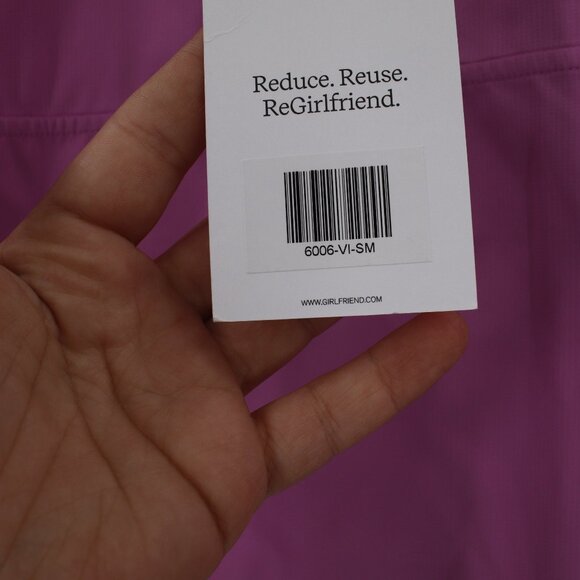 Reduce. Reuse.
ReGirlfriend.
6006-VI-SM
WWW.GIRLFRIEND.COM